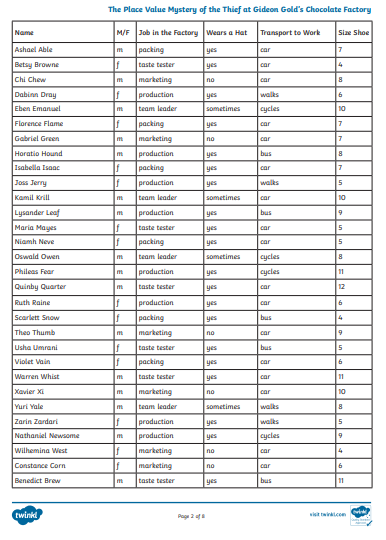 The Place Value Mystery of the Thief at Gideon Gold's Chocolate Factory
Name M/F Job in the Factory Wears a Hat Transport to Work Size Shoe
Ashael Able m packing yes car 7
Betsy Browne f taste tester yes car 4
Chi Chew m marketing no car 8
Dabinn Dray f production yes walks 6
Eben Emanuel m team leader sometimes cycles 10
Florence Flame f packing yes car 7
Gabriel Green m marketing no car 7
Horatio Hound m production yes bus 8
Isabella Isaac f packing yes car 7
Joss Jerry f production yes walks 5
Kamil Krill m team leader sometimes car 10
Lysander Leaf m production yes bus 9
Maria Mayes f taste tester yes car 5
Niamh Neve f packing yes car 5
Oswald Owen m team leader sometimes cycles 8
Phileas Fear m production yes cycles 11
Quinby Quarter m taste tester yes car 12
Ruth Raine f production yes car 6
Scarlett Snow f packing yes bus 4
Theo Thumb m marketing no car 9
Usha Umrani f taste tester yes bus 5
Violet Vain f packing yes car 6
Warren Whist m taste tester yes car 11
Xavier Xi m marketing no car 10
Yuri Yale m team leader sometimes walks 8
Zarin Zardari f production yes walks 5
Nathaniel Newsome m production yes cycles 9
Wilhemina West f marketing no car 4
Constance Corn f marketing no car 6
Benedict Brew m taste tester yes bus 11
twinkl Page 2 of 8 visit twinkl.com twinkl